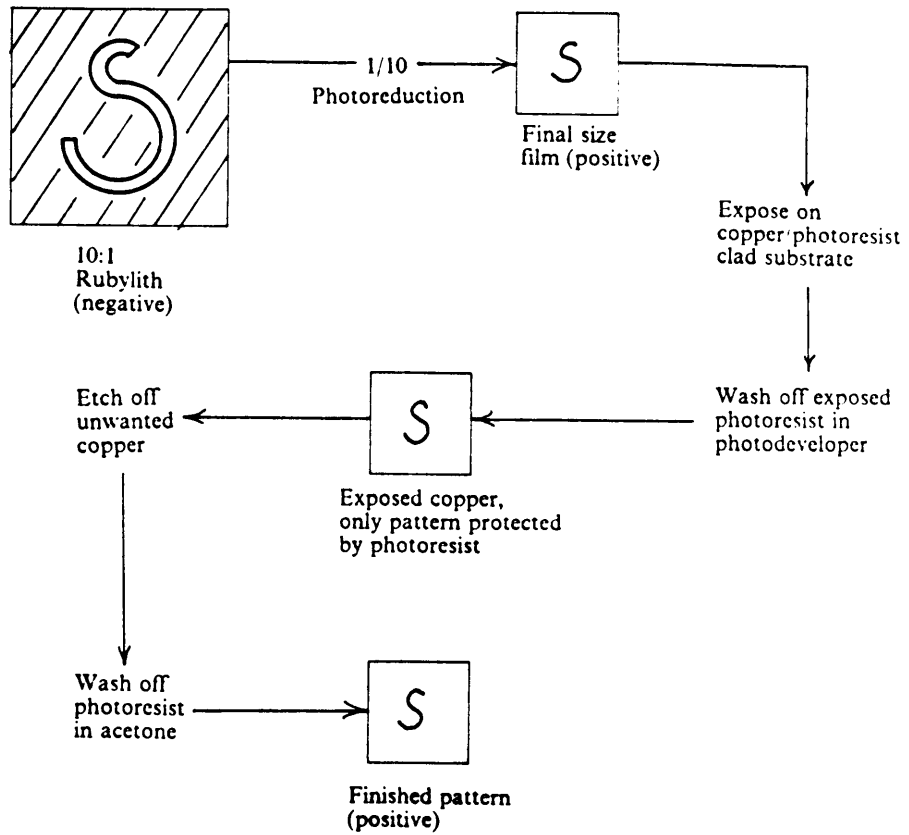 S
1/10
Photoreduction
S
Final size
film (positive)
10:1
Rubylith
(negative)
Expose on
copper/photoresist
clad substrate
Wash off exposed
photoresist in
photodeveloper
S
Exposed copper,
only pattern protected
by photoresist
Etch off
unwanted
copper
Wash off
photoresist
in acetone
S
Finished pattern
(positive)